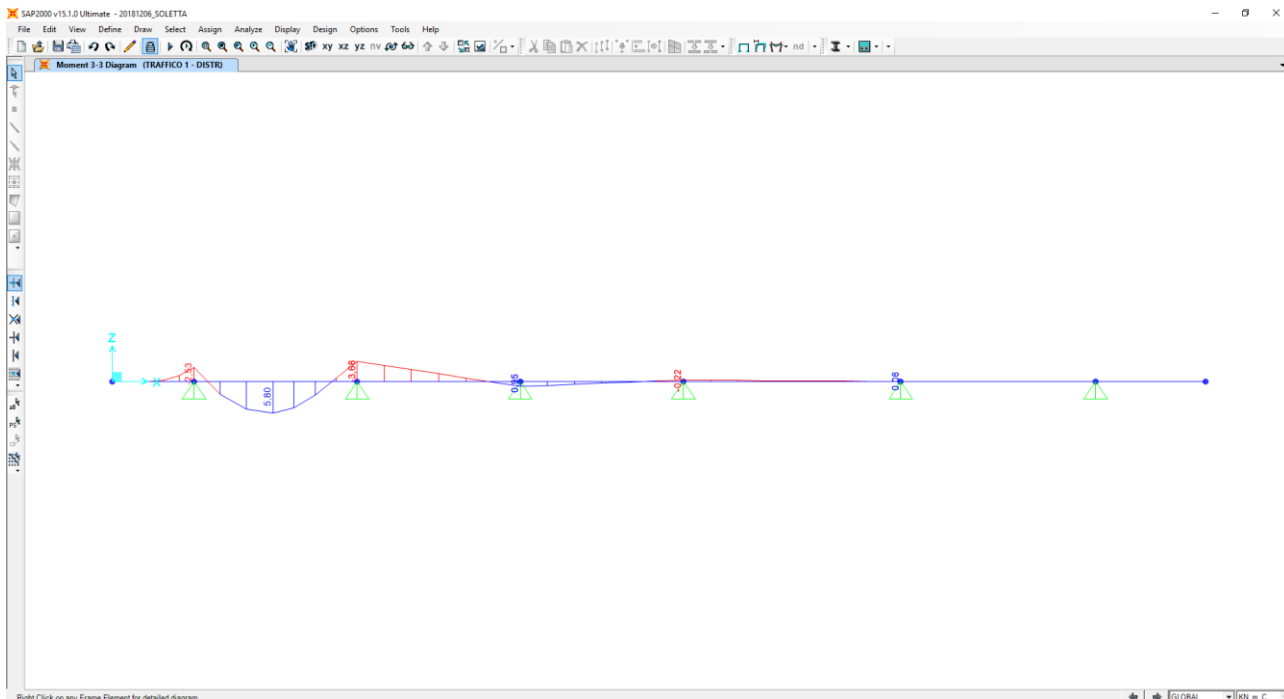 SAP2000 v15.1.0 Ultimate - 20181206_SOLETTA
File Edit View Define Draw Select Assign Analyze Display Design Options Tools Help
xy xz yz nv nd
Moment 3-3 Diagram (TRAFFICO 1 - DISTR)
Z
X
-2.53
5.80
-3.68
0.95
-0.22
0.06
Right Click on any Frame Element for detailed diagram
GLOBAL KN, m, C